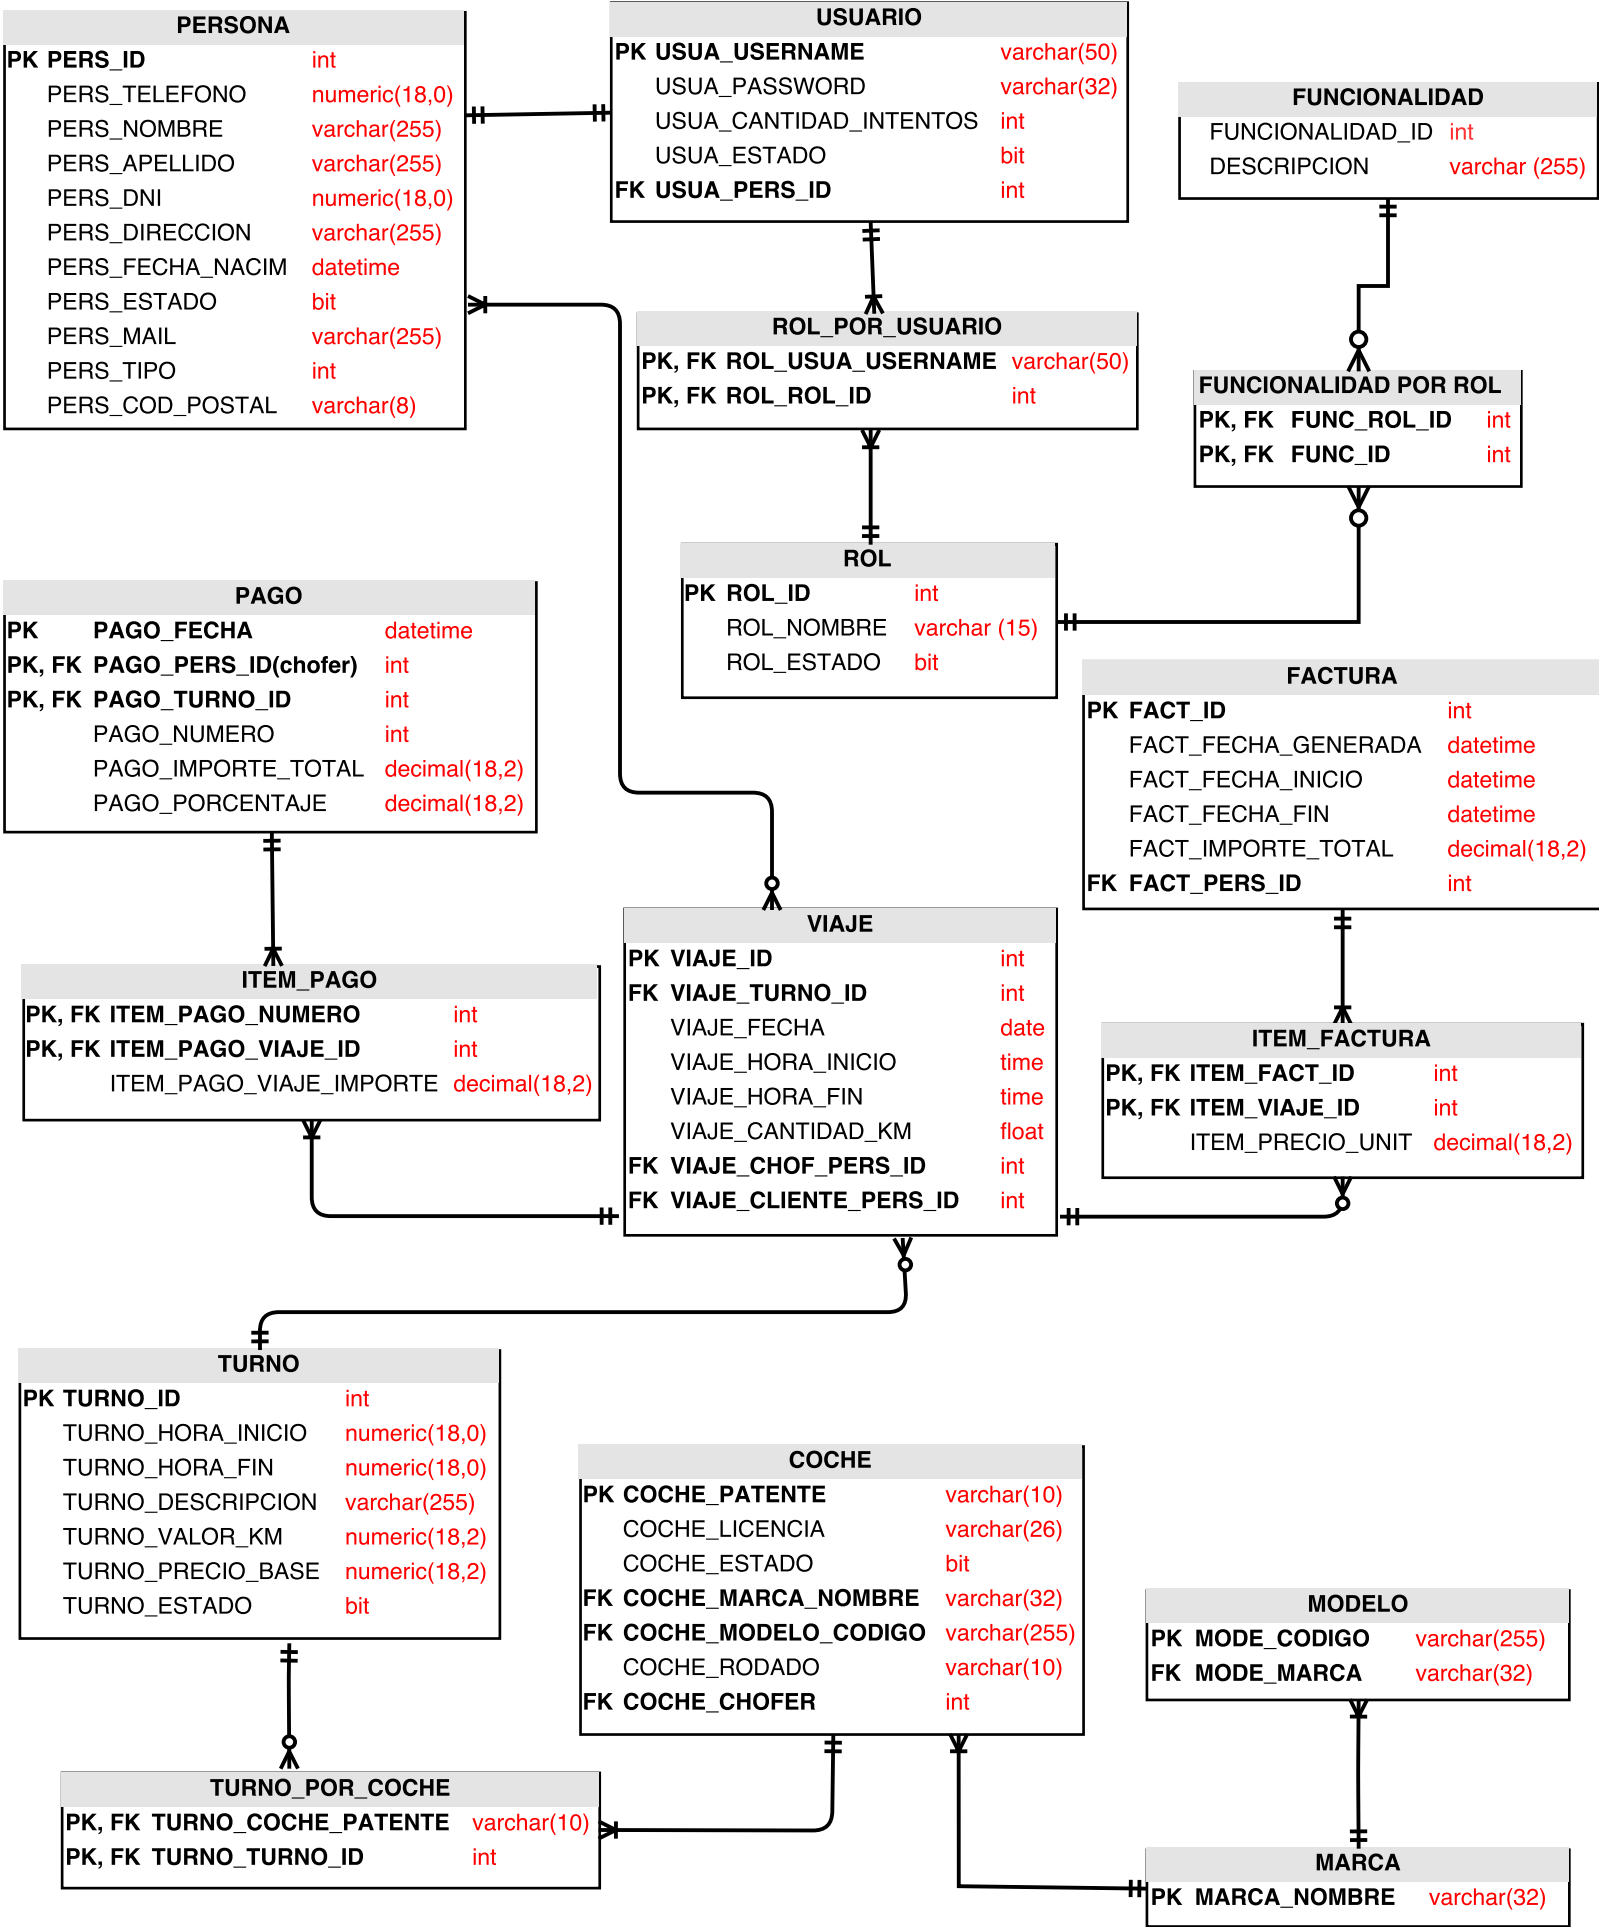 PERSONA
PK PERS_ID int
PERS_TELEFONO numeric(18,0)
PERS_NOMBRE varchar(255)
PERS_APELLIDO varchar(255)
PERS_DNI numeric(18,0)
PERS_DIRECCION varchar(255)
PERS_FECHA_NACIM datetime
PERS_ESTADO bit
PERS_MAIL varchar(255)
PERS_TIPO int
PERS_COD_POSTAL varchar(8)
USUARIO
PK USUA_USERNAME varchar(50)
USUA_PASSWORD varchar(32)
USUA_CANTIDAD_INTENTOS int
USUA_ESTADO bit
FK USUA_PERS_ID int
FUNCIONALIDAD
FUNCIONALIDAD_ID int
DESCRIPCION varchar (255)
ROL_POR_USUARIO
PK, FK ROL_USUA_USERNAME varchar(50)
PK, FK ROL_ROL_ID int
FUNCIONALIDAD POR ROL
PK, FK FUNC_ROL_ID int
PK, FK FUNC_ID int
ROL
PK ROL_ID int
ROL_NOMBRE varchar (15)
ROL_ESTADO bit
PAGO
PK PAGO_FECHA datetime
PK, FK PAGO_PERS_ID(chofer) int
PK, FK PAGO_TURNO_ID int
PAGO_NUMERO int
PAGO_IMPORTE_TOTAL decimal(18,2)
PAGO_PORCENTAJE decimal(18,2)
FACTURA
PK FACT_ID int
FACT_FECHA_GENERADA datetime
FACT_FECHA_INICIO datetime
FACT_FECHA_FIN datetime
FACT_IMPORTE_TOTAL decimal(18,2)
FK FACT_PERS_ID int
VIAJE
PK VIAJE_ID int
FK VIAJE_TURNO_ID int
VIAJE_FECHA date
VIAJE_HORA_INICIO time
VIAJE_HORA_FIN time
VIAJE_CANTIDAD_KM float
FK VIAJE_CHOF_PERS_ID int
FK VIAJE_CLIENTE_PERS_ID int
ITEM_PAGO
PK, FK ITEM_PAGO_NUMERO int
PK, FK ITEM_PAGO_VIAJE_ID int
ITEM_PAGO_VIAJE_IMPORTE decimal(18,2)
ITEM_FACTURA
PK, FK ITEM_FACT_ID int
PK, FK ITEM_VIAJE_ID int
ITEM_PRECIO_UNIT decimal(18,2)
TURNO
PK TURNO_ID int
TURNO_HORA_INICIO numeric(18,0)
TURNO_HORA_FIN numeric(18,0)
TURNO_DESCRIPCION varchar(255)
TURNO_VALOR_KM numeric(18,2)
TURNO_PRECIO_BASE numeric(18,2)
TURNO_ESTADO bit
COCHE
PK COCHE_PATENTE varchar(10)
COCHE_LICENCIA varchar(26)
COCHE_ESTADO bit
FK COCHE_MARCA_NOMBRE varchar(32)
FK COCHE_MODELO_CODIGO varchar(255)
COCHE_RODADO varchar(10)
FK COCHE_CHOFER int
MODELO
PK MODE_CODIGO varchar(255)
FK MODE_MARCA varchar(32)
TURNO_POR_COCHE
PK, FK TURNO_COCHE_PATENTE varchar(10)
PK, FK TURNO_TURNO_ID int
MARCA
PK MARCA_NOMBRE varchar(32)